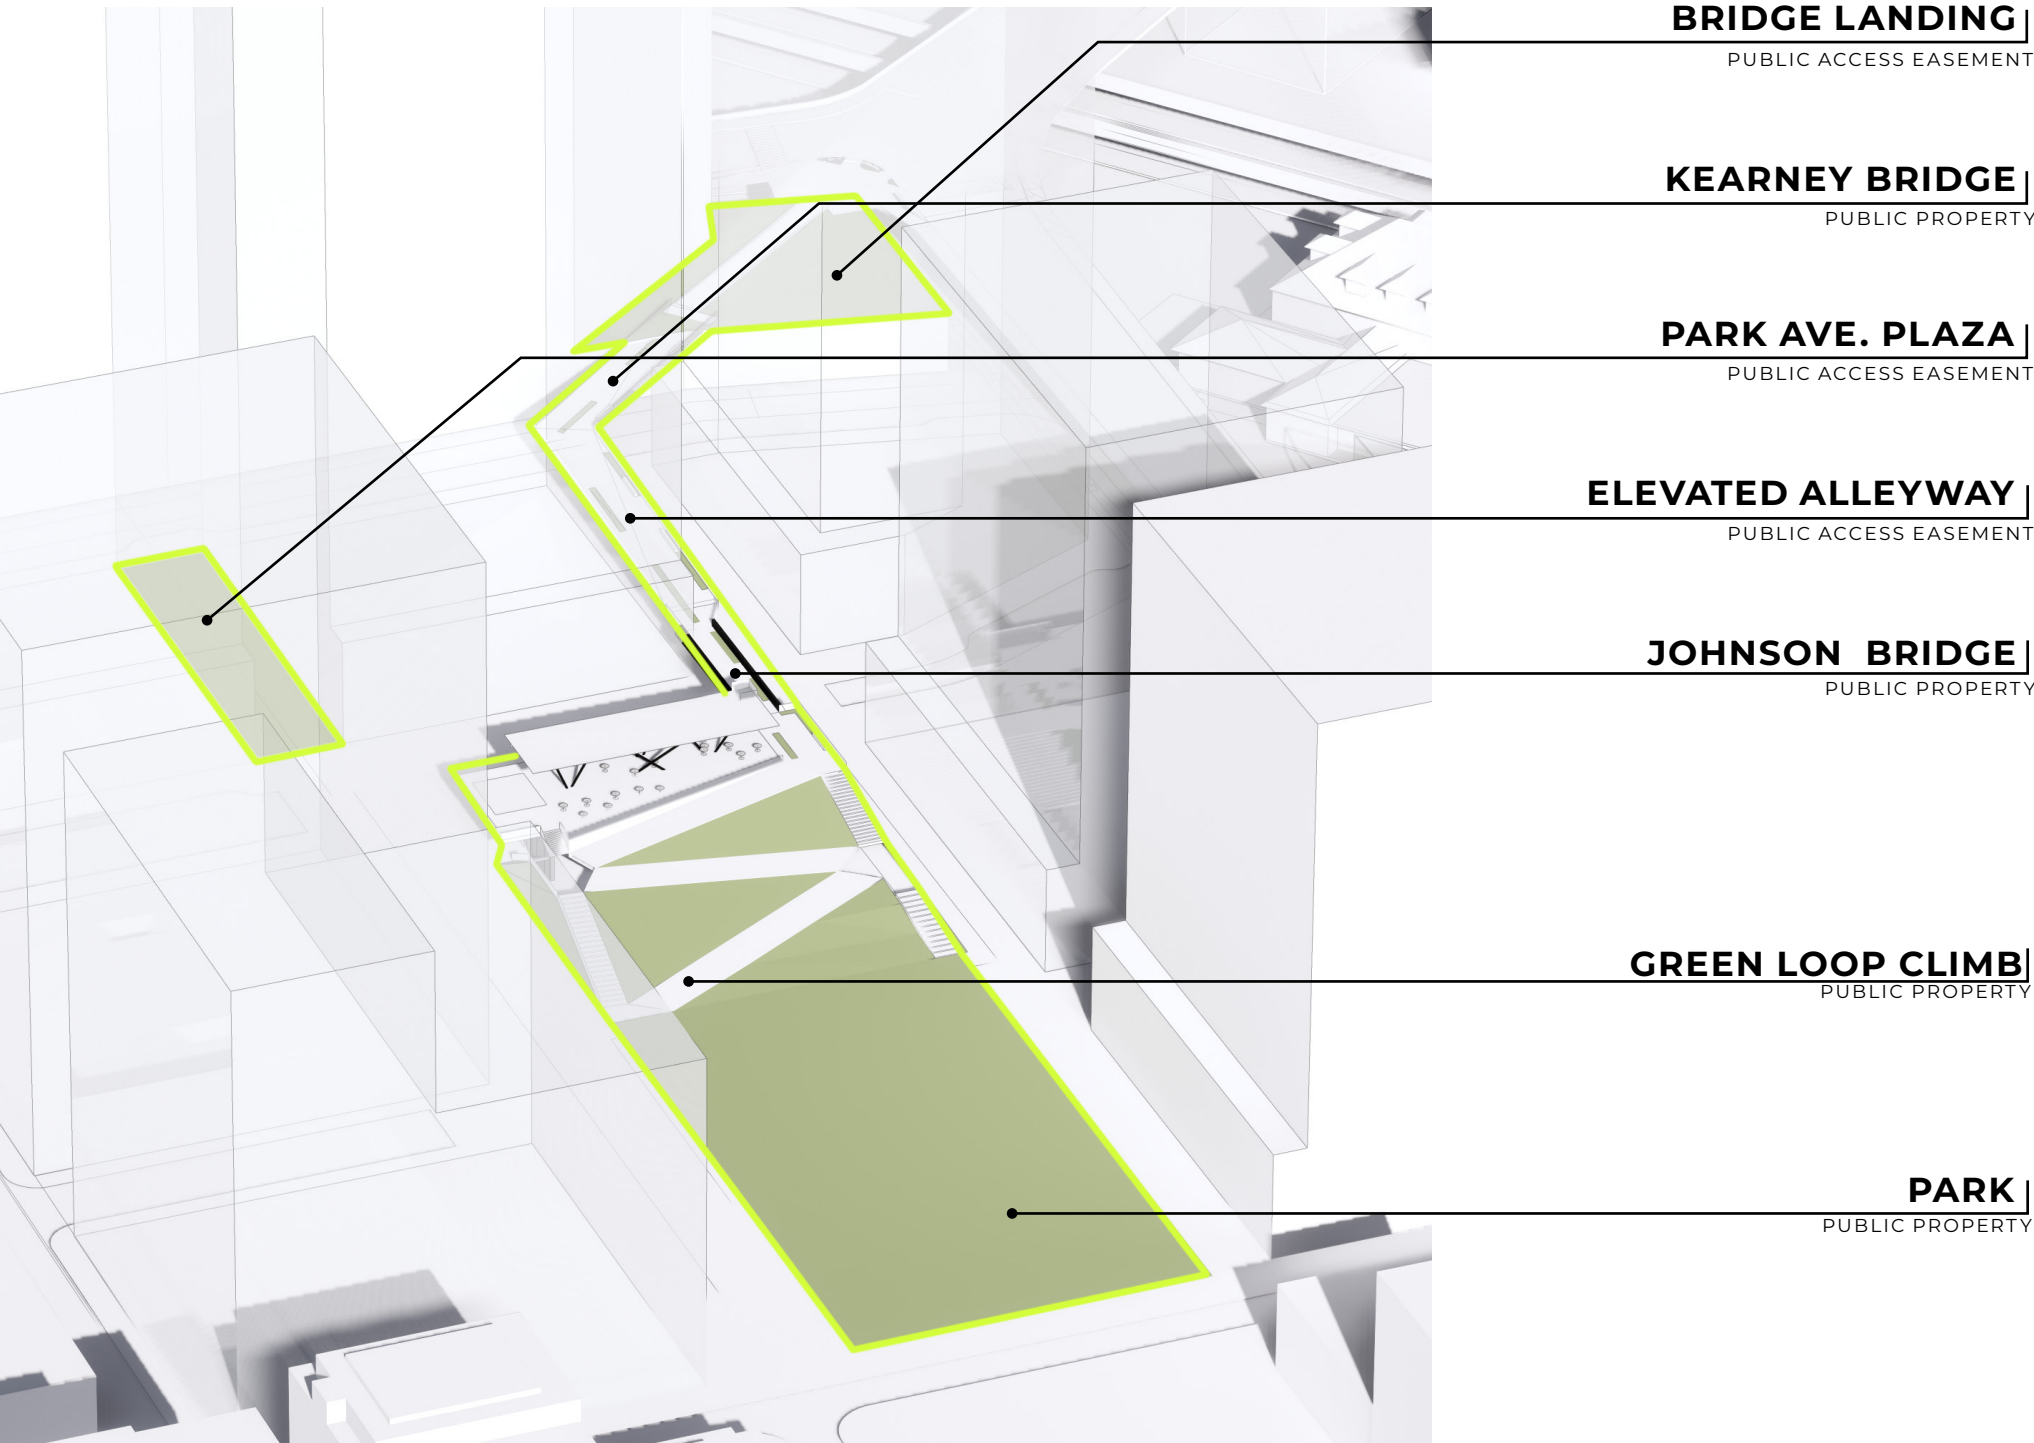 BRIDGE LANDING
PUBLIC ACCESS EASEMENT
KEARNEY BRIDGE
PUBLIC PROPERTY
PARK AVE. PLAZA
PUBLIC ACCESS EASEMENT
ELEVATED ALLEYWAY
PUBLIC ACCESS EASEMENT
JOHNSON BRIDGE
PUBLIC PROPERTY
GREEN LOOP CLIMB
PUBLIC PROPERTY
PARK
PUBLIC PROPERTY